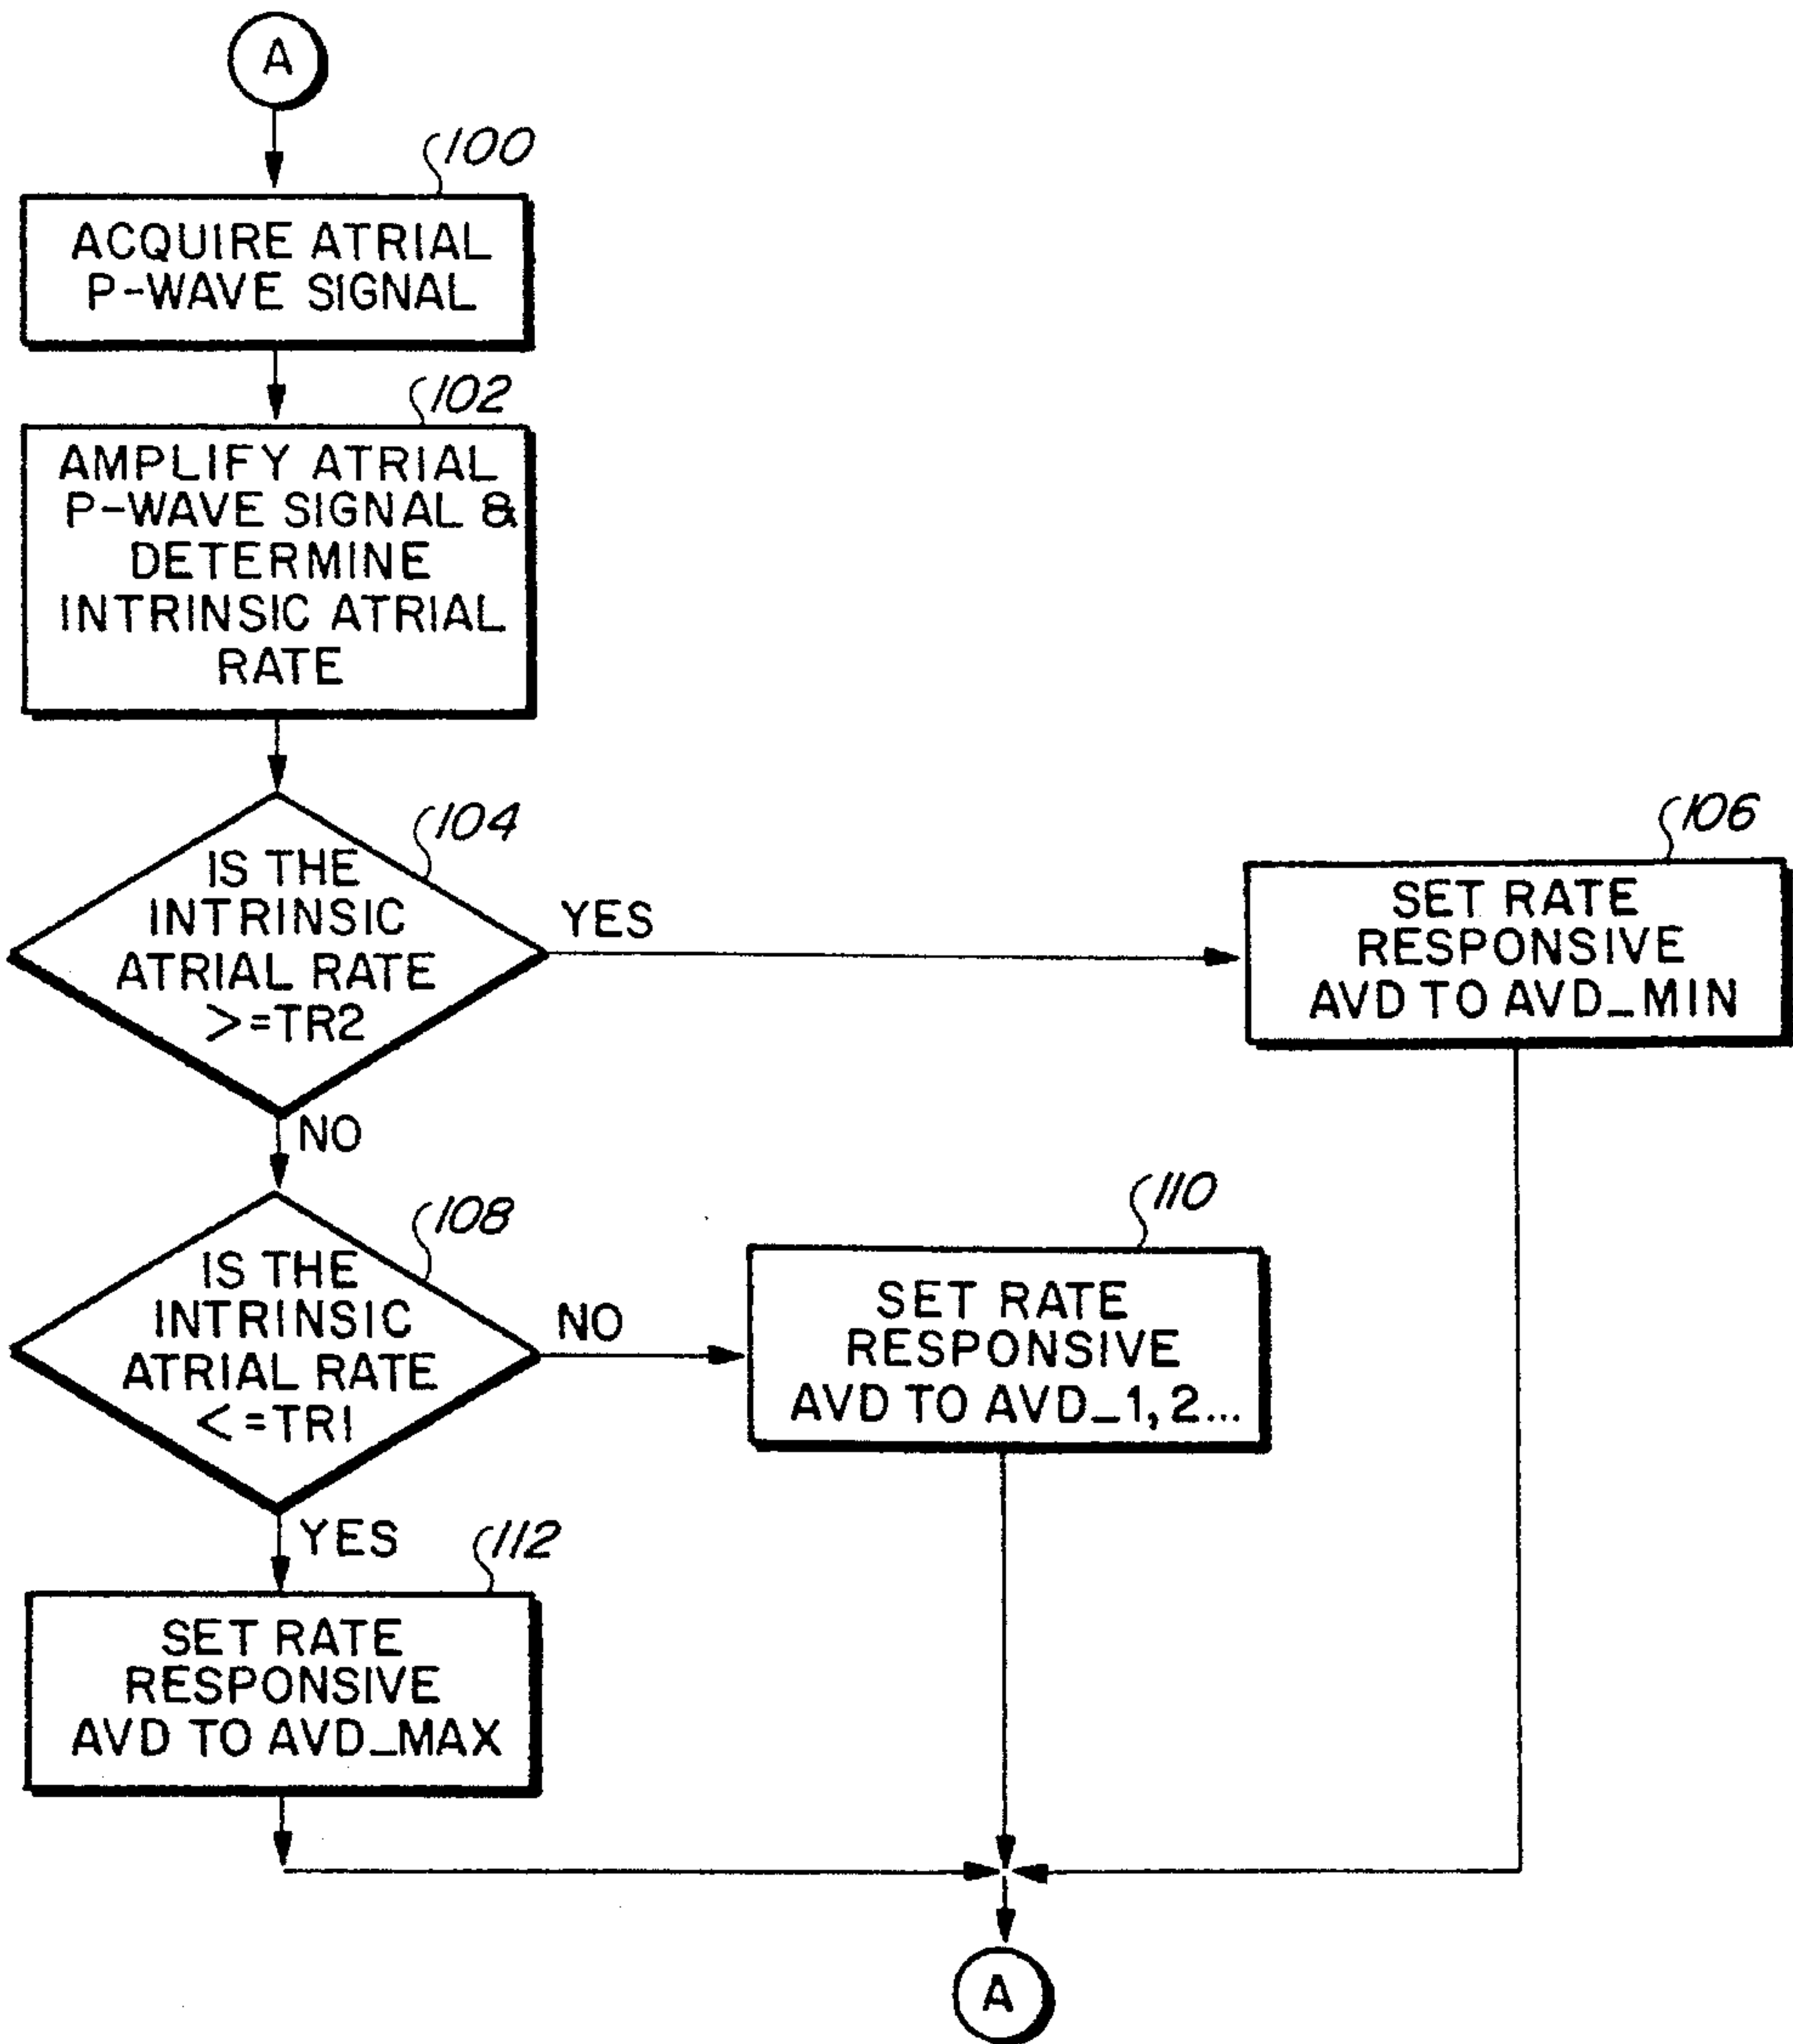 A
100
ACQUIRE ATRIAL
P-WAVE SIGNAL
102
AMPLIFY ATRIAL
P-WAVE SIGNAL &
DETERMINE
INTRINSIC ATRIAL
RATE
104
IS THE
INTRINSIC
ATRIAL RATE
>=TR2
YES
106
SET RATE
RESPONSIVE
AVD TO AVD_MIN
NO
108
IS THE
INTRINSIC
ATRIAL RATE
<=TR1
NO
110
SET RATE
RESPONSIVE
AVD TO AVD_1, 2...
YES
112
SET RATE
RESPONSIVE
AVD TO AVD_MAX
A